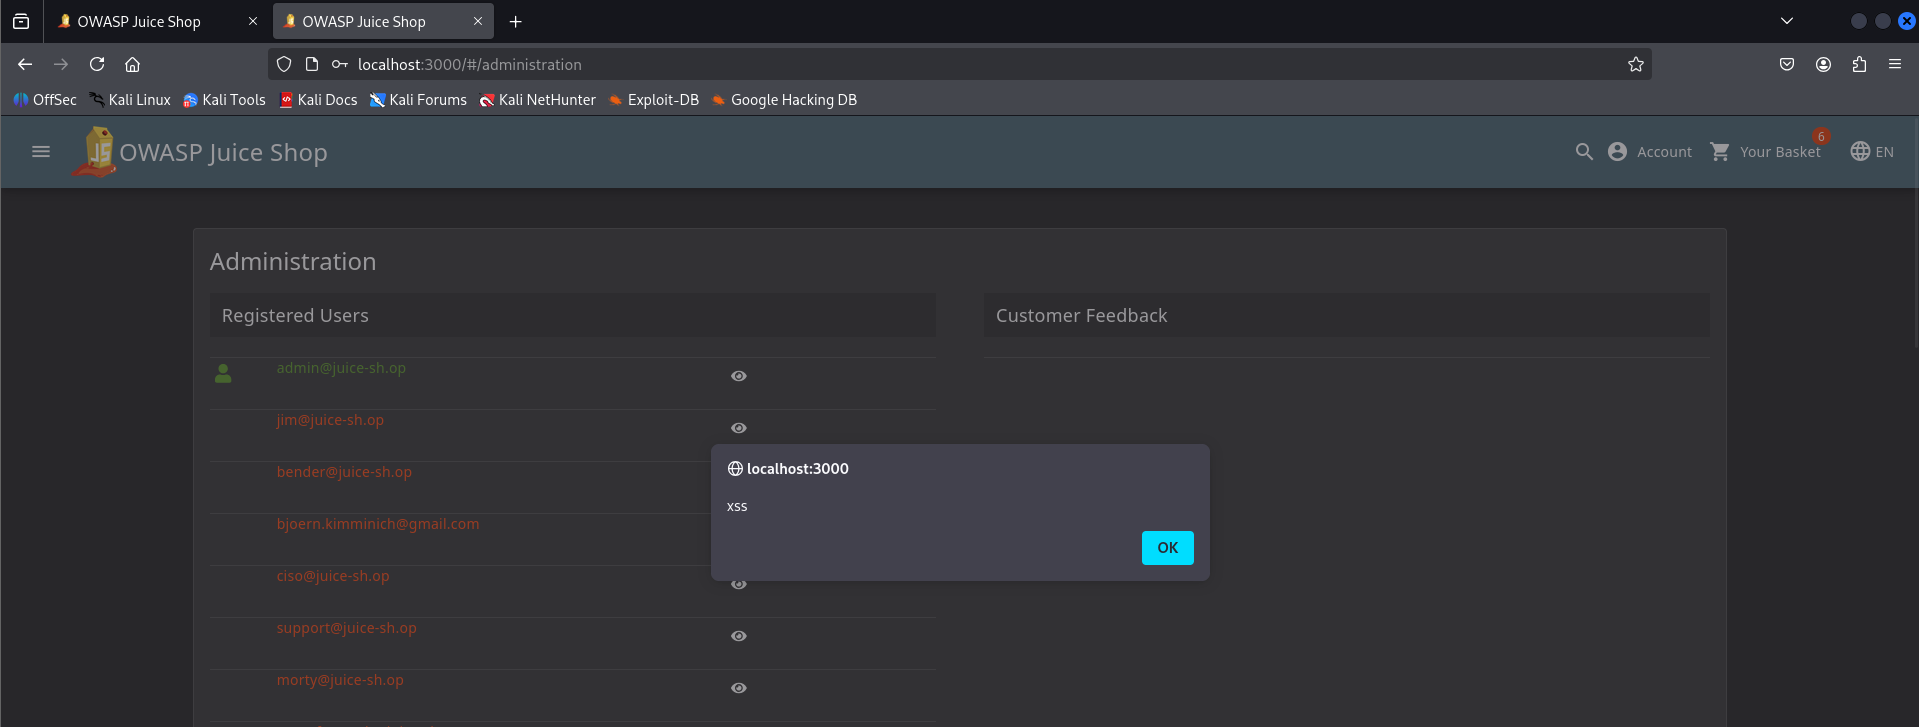 OWASP Juice Shop
OWASP Juice Shop
localhost:3000/#/administration
OffSec Kali Linux Kali Tools Kali Docs Kali Forums Kali NetHunter Exploit-DB Google Hacking DB
JS OWASP Juice Shop Account Your Basket 6 EN
Administration
Registered Users
Customer Feedback
admin@juice-sh.op
jim@juice-sh.op
bender@juice-sh.op
bjoern.kimminich@gmail.com
ciso@juice-sh.op
support@juice-sh.op
morty@juice-sh.op
localhost:3000
xss
OK